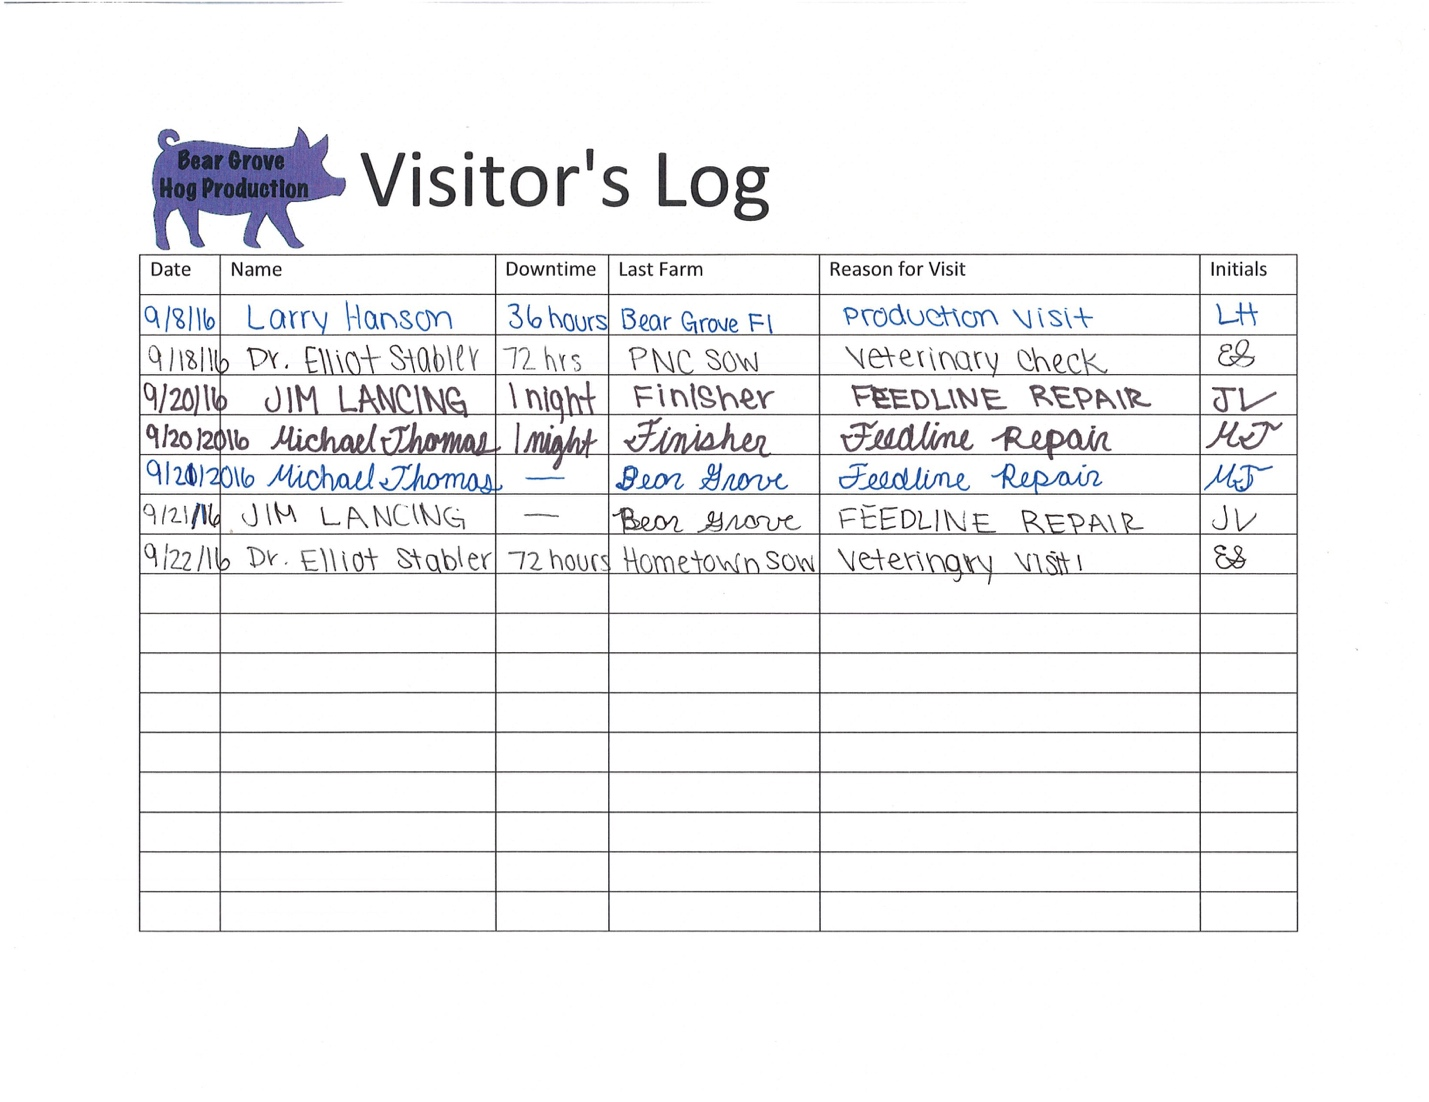 Bear Grove
Hog Production
Visitor's Log
Date Name Downtime Last Farm Reason for Visit Initials
9/8/16 Larry Hanson 36 hours Bear Grove F1 Production Visit LH
9/18/16 Dr. Elliot Stabler 72 hrs PNC SOW Veterinary Check ES
9/20/16 JIM LANCING 1 night Finisher FEEDLINE REPAIR JL
9/20/2016 Michael Thomas 1 night Finisher Feedline Repair MT
9/20/2016 Michael Thomas — Bear Grove Feedline Repair MT
9/21/16 JIM LANCING — Bear Grove FEEDLINE REPAIR JL
9/22/16 Dr. Elliot Stabler 72 hours Hometown Sow Veterinary Visit ES